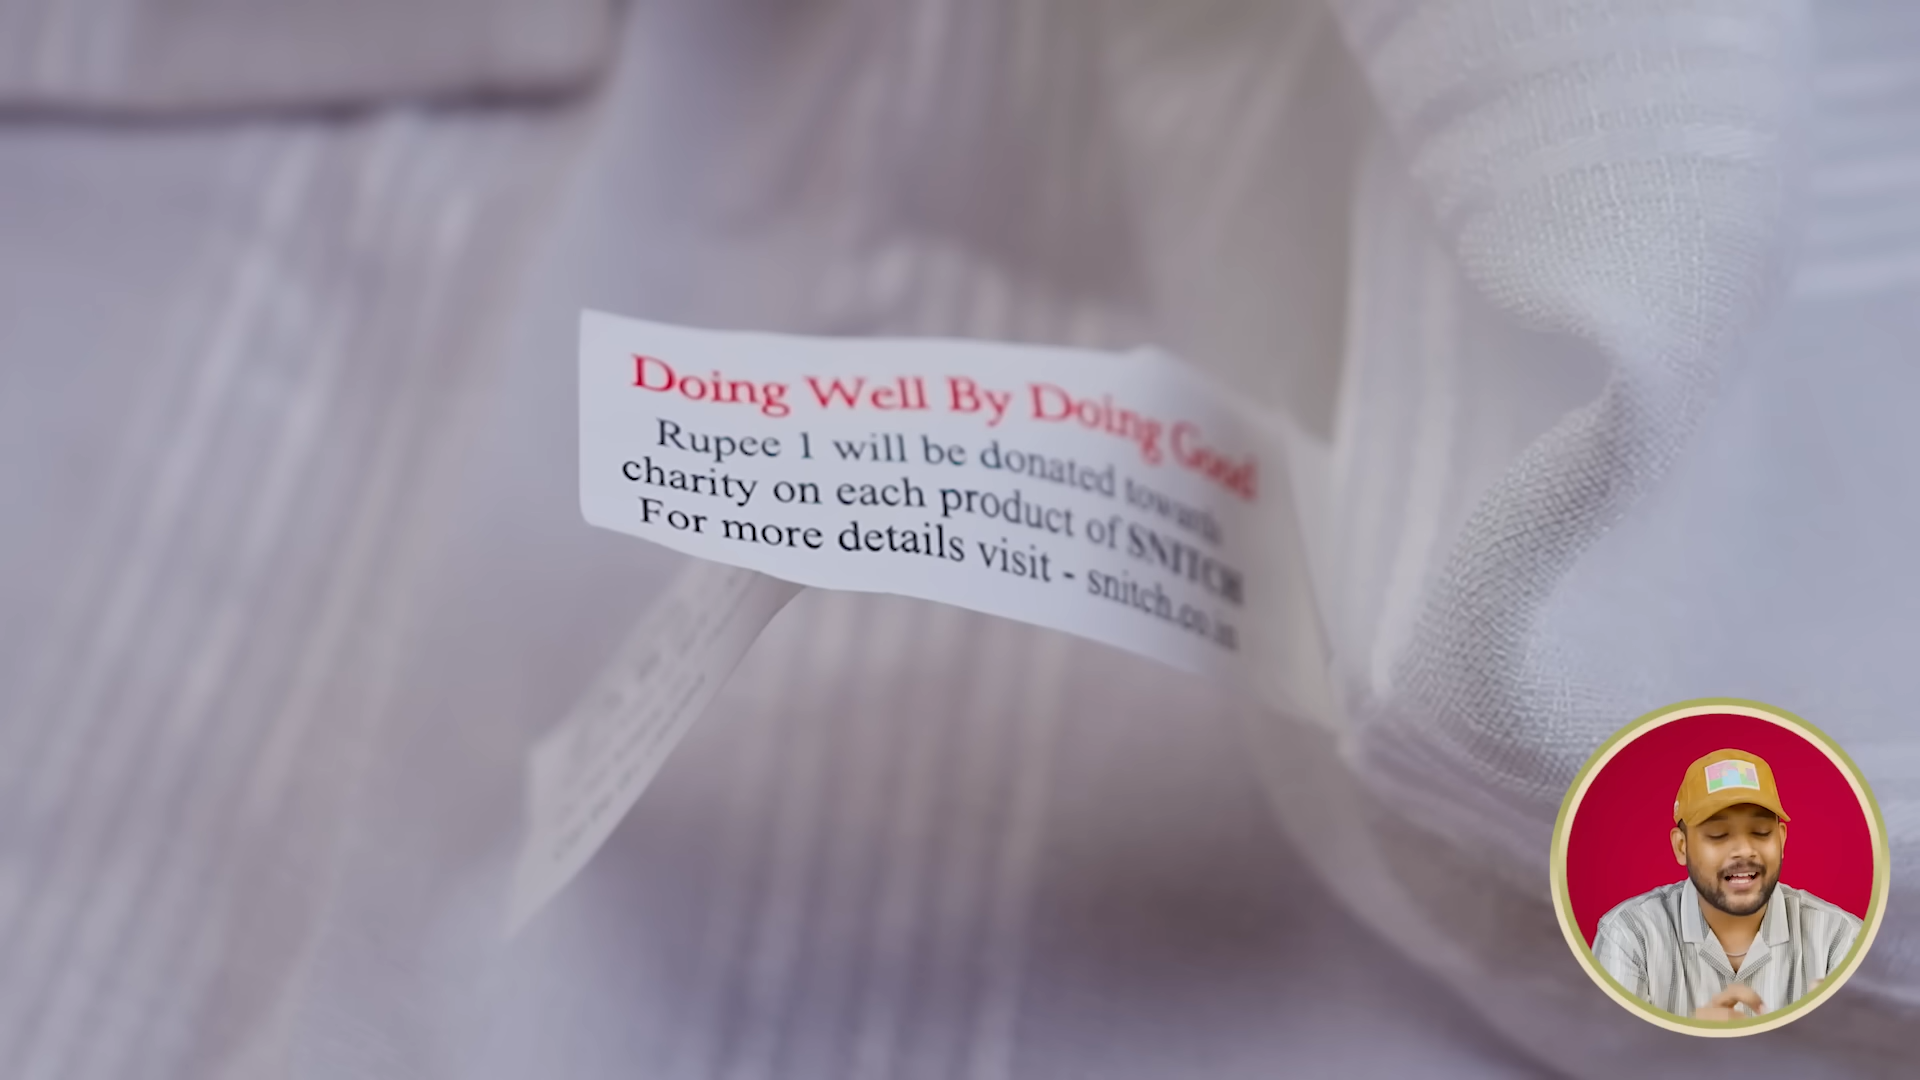 Doing Well By Doing Good
Rupee 1 will be donated towards
charity on each product of SNITCH
For more details visit - snitch.co.in